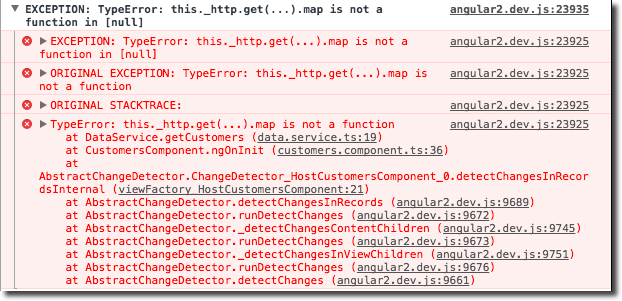 ▼ EXCEPTION: TypeError: this._http.get(...).map is not a angular2.dev.js:23935
function in [null]
▶ EXCEPTION: TypeError: this._http.get(...).map is not a angular2.dev.js:23925
function in [null]
▶ ORIGINAL EXCEPTION: TypeError: this._http.get(...).map is angular2.dev.js:23925
not a function
▶ ORIGINAL STACKTRACE: angular2.dev.js:23925
▶ TypeError: this._http.get(...).map is not a function angular2.dev.js:23925
at DataService.getCustomers (data.service.ts:19)
at CustomersComponent.ngOnInit (customers.component.ts:36)
at
AbstractChangeDetector.ChangeDetector_HostCustomersComponent_0.detectChangesInRecor
dsInternal (viewFactory_HostCustomersComponent:21)
at AbstractChangeDetector.detectChangesInRecords (angular2.dev.js:9689)
at AbstractChangeDetector.runDetectChanges (angular2.dev.js:9672)
at AbstractChangeDetector._detectChangesContentChildren (angular2.dev.js:9745)
at AbstractChangeDetector.runDetectChanges (angular2.dev.js:9673)
at AbstractChangeDetector._detectChangesInViewChildren (angular2.dev.js:9751)
at AbstractChangeDetector.runDetectChanges (angular2.dev.js:9676)
at AbstractChangeDetector.detectChanges (angular2.dev.js:9661)